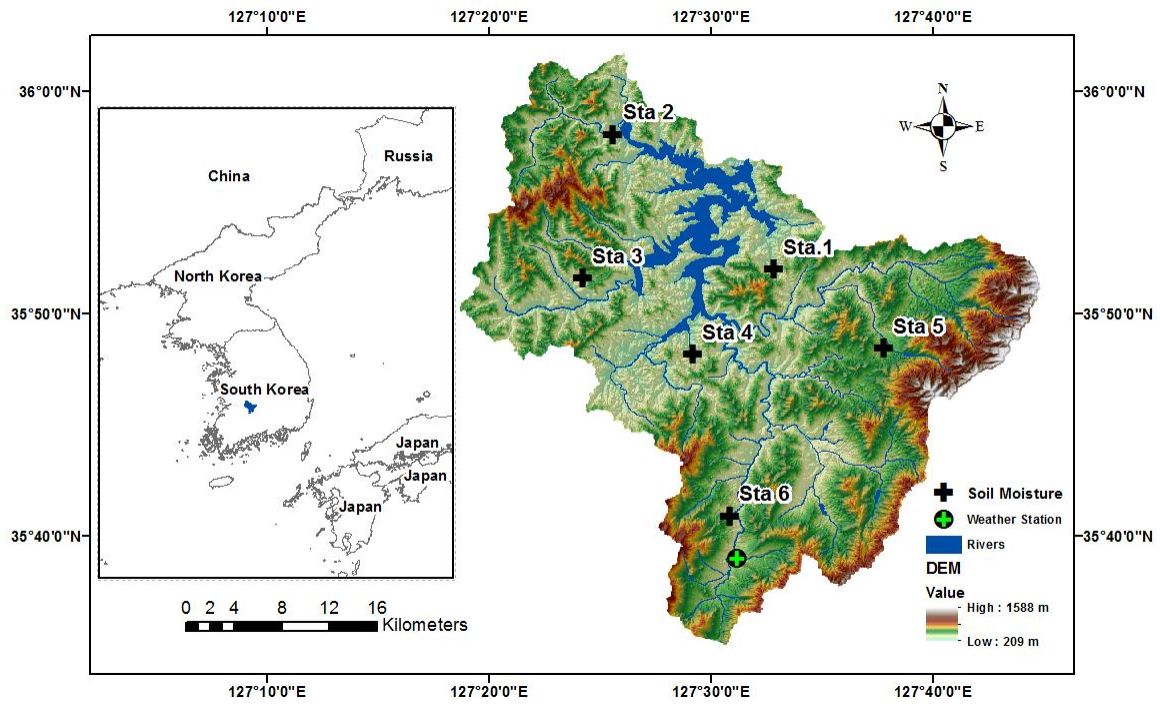 127°10'0"E 127°20'0"E 127°30'0"E 127°40'0"E
36°0'0"N
36°0'0"N
N
W E
S
Sta 2
Russia
China
Sta.1
Sta 3
North Korea
35°50'0"N
35°50'0"N
Sta 5
Sta 4
South Korea
Japan
Japan
Japan
Sta 6
Soil Moisture
Weather Station
Rivers
DEM
Value
High : 1588 m
Low : 209 m
35°40'0"N
35°40'0"N
0 2 4 8 12 16
Kilometers
127°10'0"E 127°20'0"E 127°30'0"E 127°40'0"E